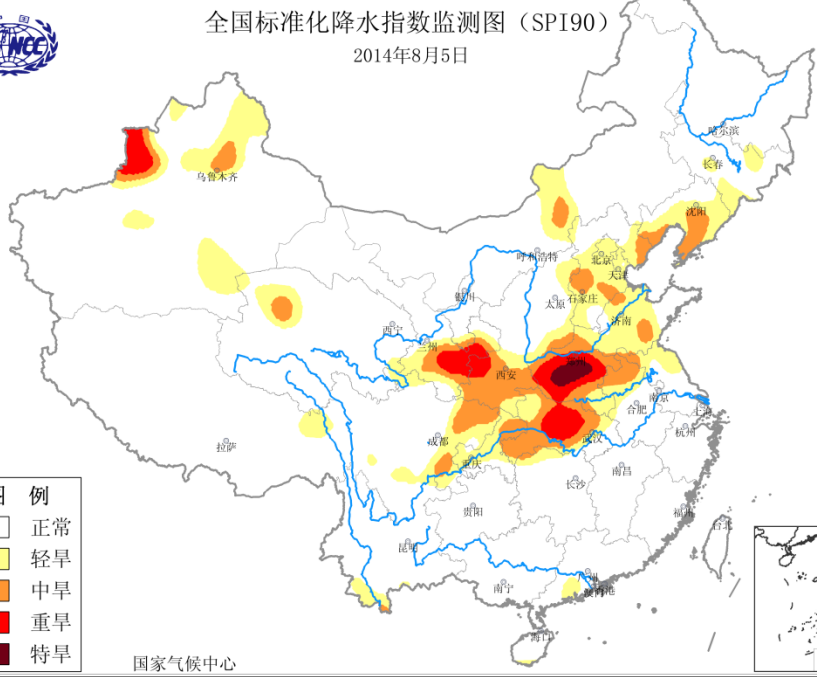 国
NCC
全国标准化降水指数监测图（SPI90）
2014年8月5日
哈尔滨
长春
乌鲁木齐
沈阳
呼和浩特
北京
天津
银川
太原
石家庄
济南
西宁
兰州
郑州
西安
南京
合肥
上海
成都
武汉
杭州
拉萨
重庆
南昌
长沙
贵阳
福州
台北
昆明
广州
南宁
澳门
香港
海口
图 例
正常
轻旱
中旱
重旱
特旱
国家气候中心